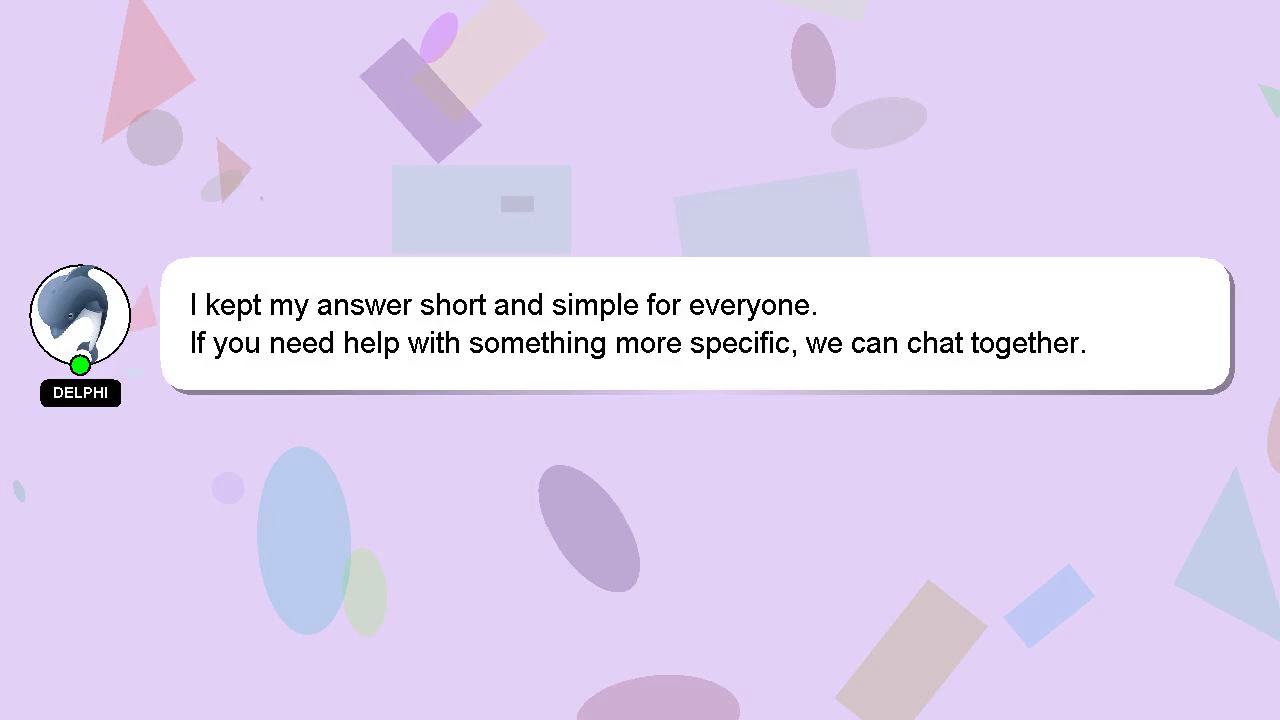 I kept my answer short and simple for everyone.
If you need help with something more specific, we can chat together.
DELPHI